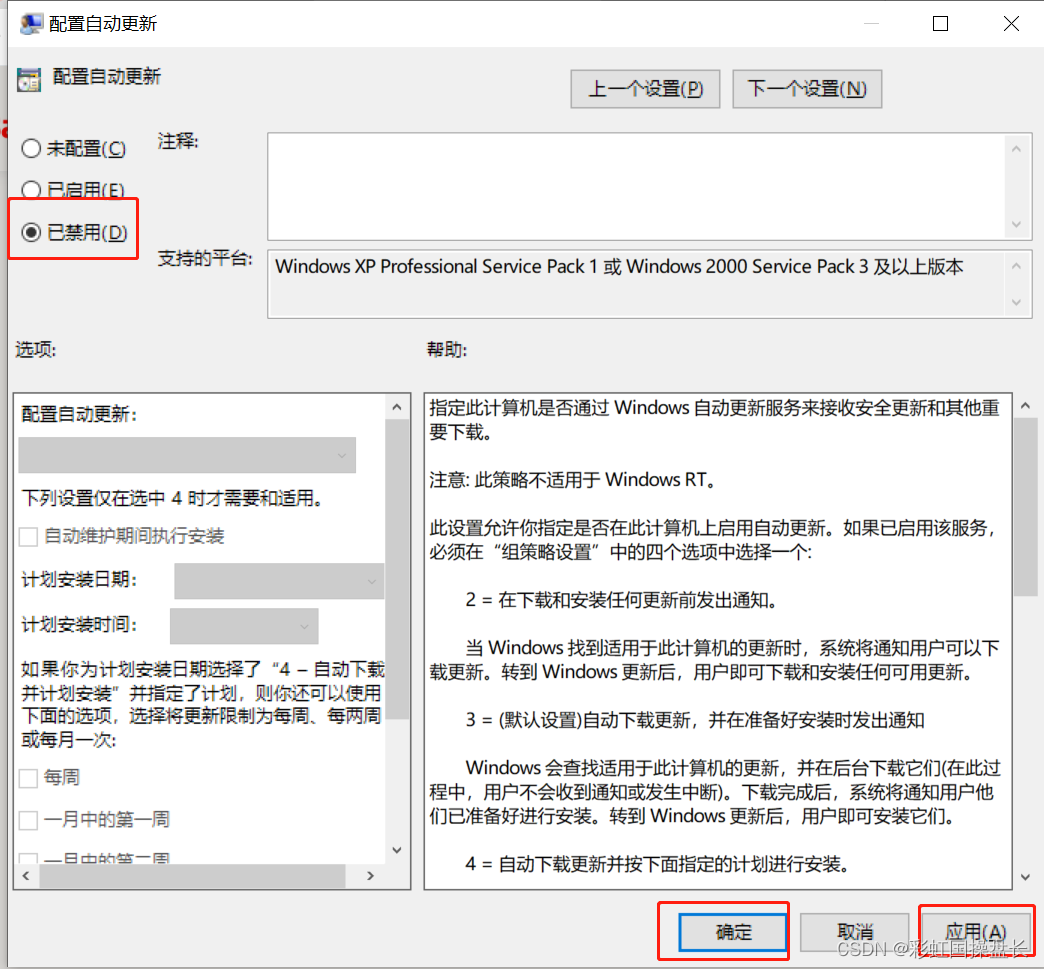 配置自动更新
配置自动更新
上一个设置(P)
下一个设置(N)
未配置(C)
已启用(E)
已禁用(D)
注释:
支持的平台:
Windows XP Professional Service Pack 1 或 Windows 2000 Service Pack 3 及以上版本
选项:
帮助:
配置自动更新:
下列设置仅在选中 4 时才需要和适用。
自动维护期间执行安装
计划安装日期:
计划安装时间:
如果你为计划安装日期选择了“4 – 自动下载
并计划安装”并指定了计划，则你还可以使用
下面的选项，选择将更新限制为每周、每两周
或每月一次:
每周
一月中的第一周
一月中的第二周
指定此计算机是否通过 Windows 自动更新服务来接收安全更新和其他重
要下载。
注意: 此策略不适用于 Windows RT。
此设置允许你指定是否在此计算机上启用自动更新。如果已启用该服务，
必须在“组策略设置”中的四个选项中选择一个:
2 = 在下载和安装任何更新前发出通知。
当 Windows 找到适用于此计算机的更新时，系统将通知用户可以下
载更新。转到 Windows 更新后，用户即可下载和安装任何可用更新。
3 = (默认设置)自动下载更新，并在准备好安装时发出通知
Windows 会查找适用于此计算机的更新，并在后台下载它们(在此过
程中，用户不会收到通知或发生中断)。下载完成后，系统将通知用户他
们已准备好进行安装。转到 Windows 更新后，用户即可安装它们。
4 = 自动下载更新并按下面指定的计划进行安装。
确定
取消
应用(A)
CSDN @彩虹国操盘长